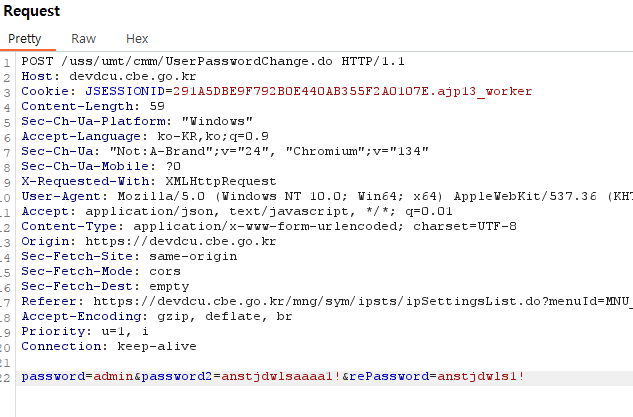 Request
Pretty Raw Hex
1 POST /uss/umt/cmm/UserPasswordChange.do HTTP/1.1
2 Host: devdcu.cbe.go.kr
3 Cookie: JSESSIONID=291A5DBE9F792B0E440AB355F2A0107E.ajp13_worker
4 Content-Length: 59
5 Sec-Ch-Ua-Platform: "Windows"
6 Accept-Language: ko-KR,ko;q=0.9
7 Sec-Ch-Ua: "Not:A-Brand";v="24", "Chromium";v="134"
8 Sec-Ch-Ua-Mobile: ?0
9 X-Requested-With: XMLHttpRequest
10 User-Agent: Mozilla/5.0 (Windows NT 10.0; Win64; x64) AppleWebKit/537.36 (KHT
11 Accept: application/json, text/javascript, */*; q=0.01
12 Content-Type: application/x-www-form-urlencoded; charset=UTF-8
13 Origin: https://devdcu.cbe.go.kr
14 Sec-Fetch-Site: same-origin
15 Sec-Fetch-Mode: cors
16 Sec-Fetch-Dest: empty
17 Referer: https://devdcu.cbe.go.kr/mng/sym/ipsts/ipSettingsList.do?menuId=MNU_
18 Accept-Encoding: gzip, deflate, br
19 Priority: u=1, i
20 Connection: keep-alive
21
22 password=admin&password2=anstjdwlsaaaa1!&rePassword=anstjdwls1!